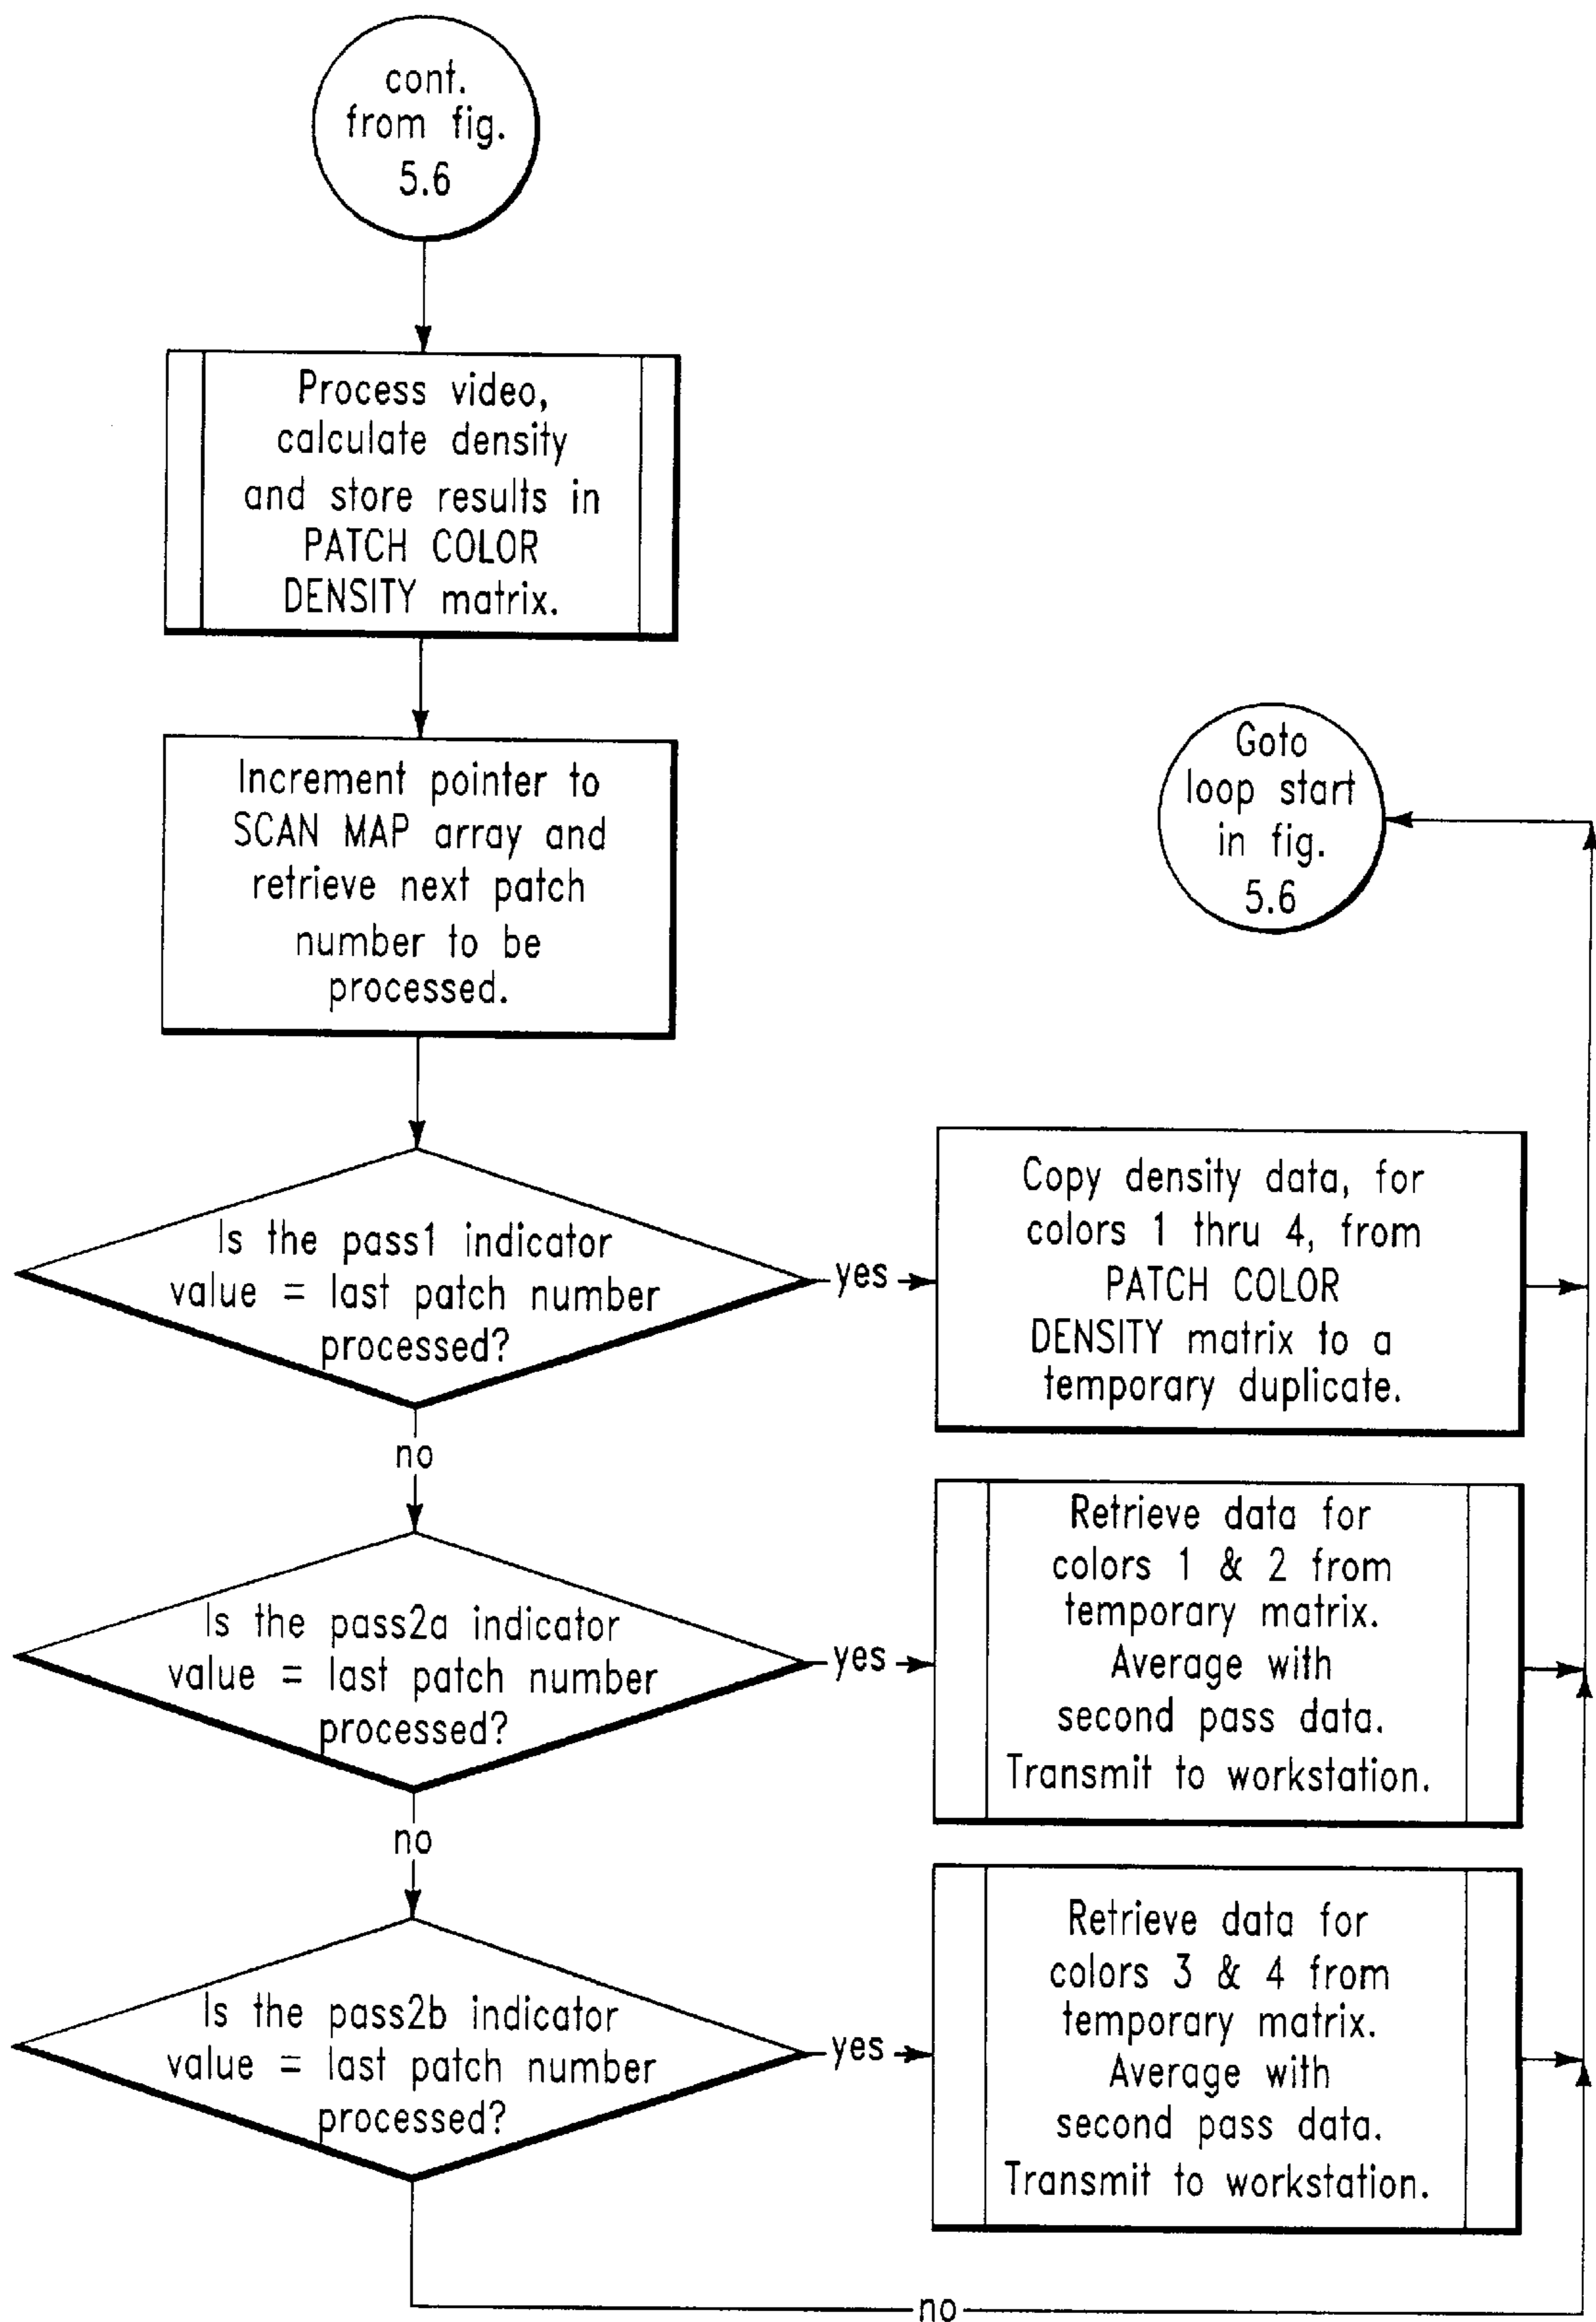 cont.
from fig.
5.6
Process video,
calculate density
and store results in
PATCH COLOR
DENSITY matrix.
Increment pointer to
SCAN MAP array and
retrieve next patch
number to be
processed.
Goto
loop start
in fig.
5.6
Is the pass1 indicator
value = last patch number
processed?
yes
Copy density data, for
colors 1 thru 4, from
PATCH COLOR
DENSITY matrix to a
temporary duplicate.
no
Is the pass2a indicator
value = last patch number
processed?
yes
Retrieve data for
colors 1 & 2 from
temporary matrix.
Average with
second pass data.
Transmit to workstation.
no
Is the pass2b indicator
value = last patch number
processed?
yes
Retrieve data for
colors 3 & 4 from
temporary matrix.
Average with
second pass data.
Transmit to workstation.
no